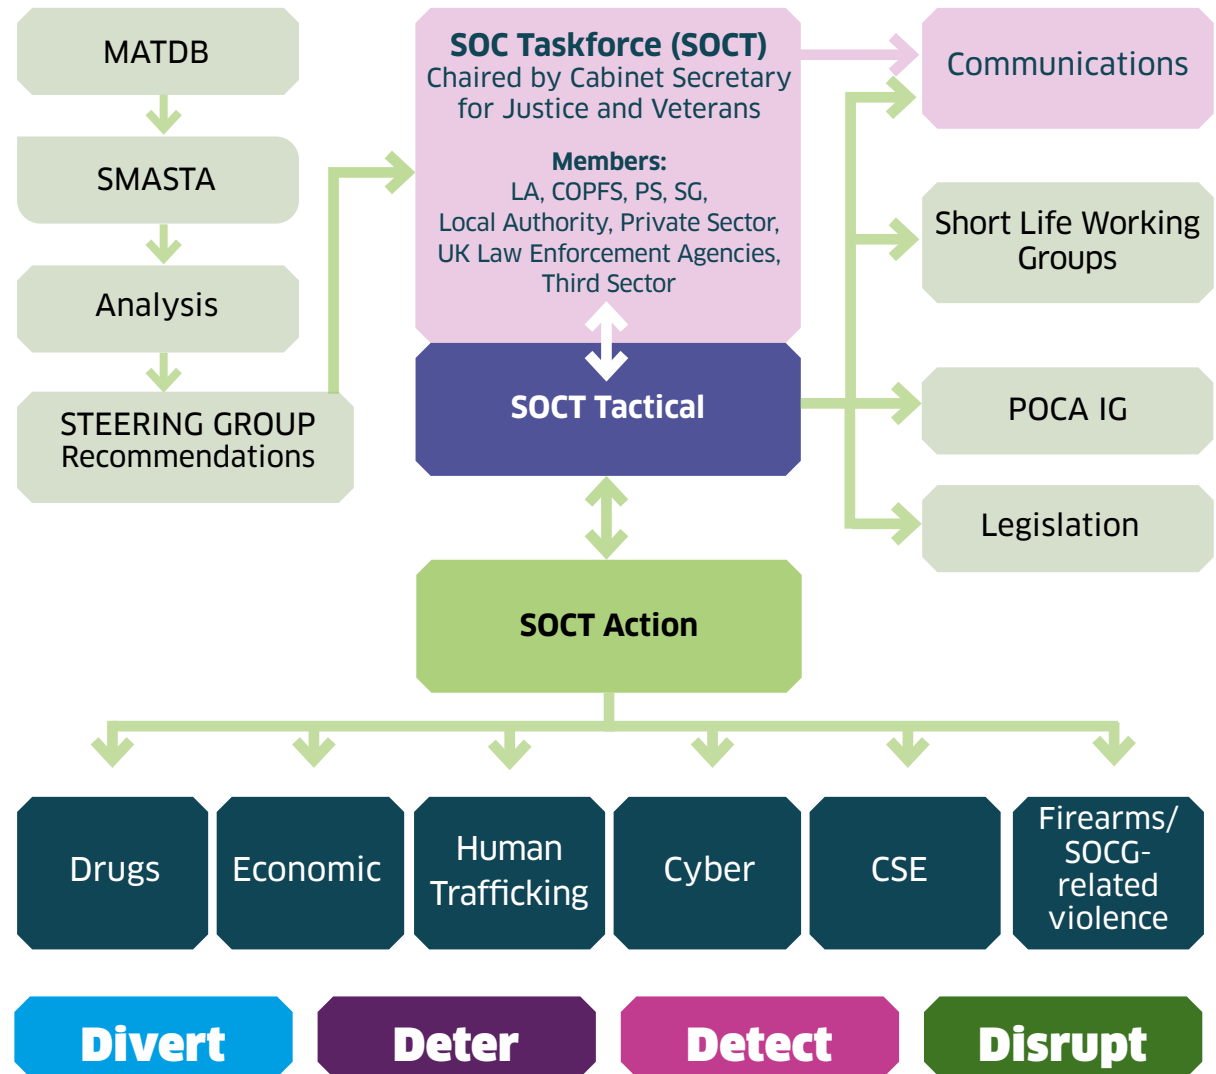 MATDB
SMASTA
Analysis
STEERING GROUP
Recommendations
SOC Taskforce (SOCT)
Chaired by Cabinet Secretary
for Justice and Veterans
Members:
LA, COPFS, PS, SG,
Local Authority, Private Sector,
UK Law Enforcement Agencies,
Third Sector
SOCT Tactical
SOCT Action
Communications
Short Life Working
Groups
POCA IG
Legislation
Drugs
Economic
Human
Trafficking
Cyber
CSE
Firearms/
SOCG-
related
violence
Divert
Deter
Detect
Disrupt